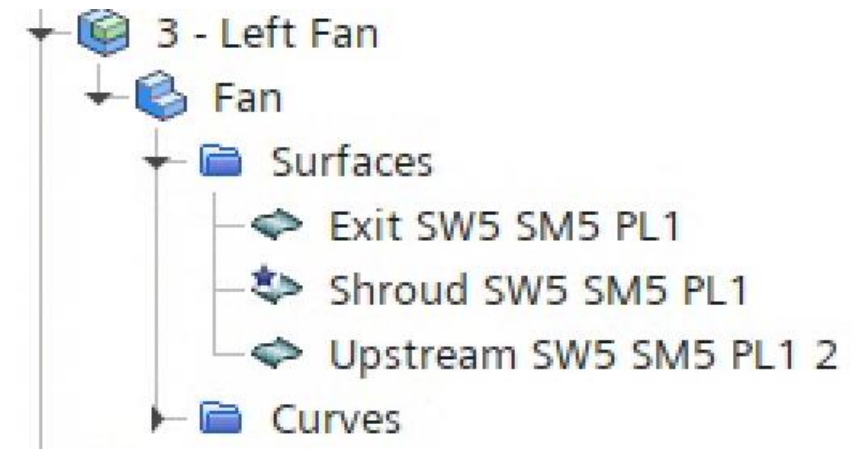 3 - Left Fan
Fan
Surfaces
Exit SW5 SM5 PL1
Shroud SW5 SM5 PL1
Upstream SW5 SM5 PL1 2
Curves